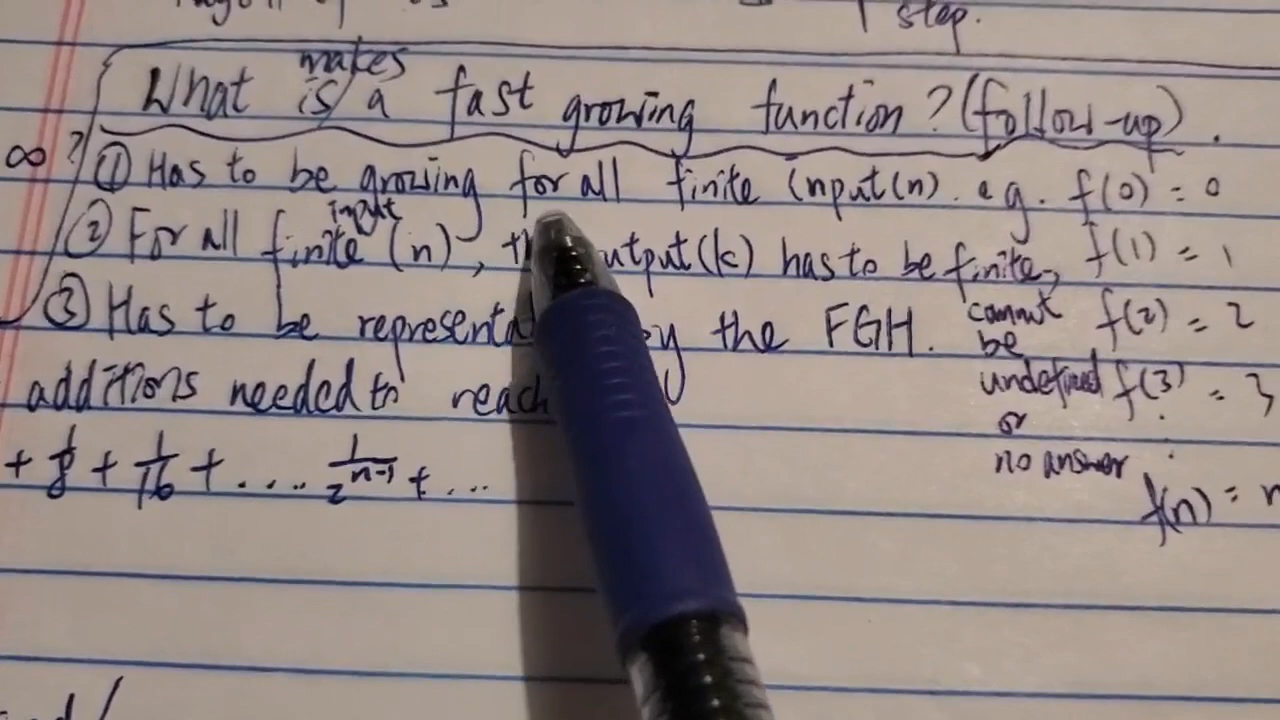 step.
makes
What is a fast growing function? (follow-up).
∞? ① Has to be growing for all finite input(n). eg. f(0) = 0
input
② For all finite (n), output(k) has to be finite, f(1) = 1
③ Has to be by the FGH. cannot f(2) = 2
be
additions needed to reach undefined f(3) = 3
or
+ 1/8 + 1/16 + .... 1/2^(n-1) + ... no answer
f(n) =